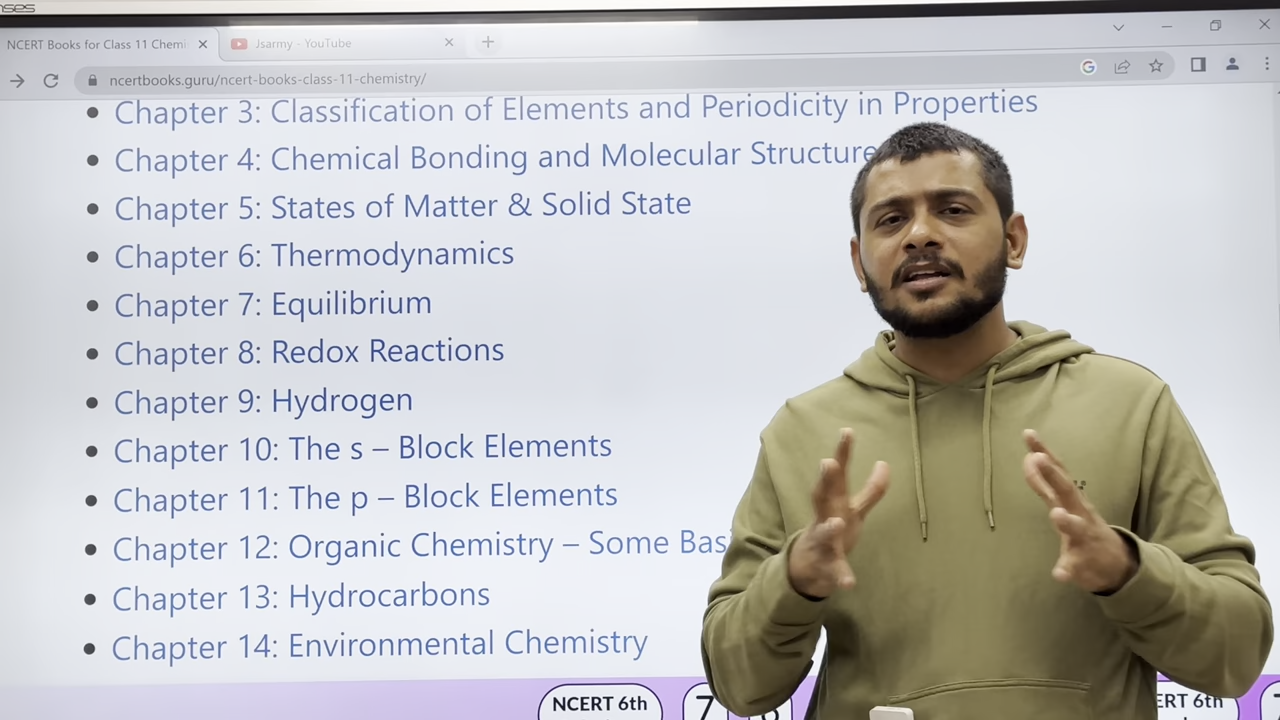 NCERT Books for Class 11 Chemi
Jsarmy - YouTube
ncertbooks.guru/ncert-books-class-11-chemistry/
Chapter 3: Classification of Elements and Periodicity in Properties
Chapter 4: Chemical Bonding and Molecular Structure
Chapter 5: States of Matter & Solid State
Chapter 6: Thermodynamics
Chapter 7: Equilibrium
Chapter 8: Redox Reactions
Chapter 9: Hydrogen
Chapter 10: The s – Block Elements
Chapter 11: The p – Block Elements
Chapter 12: Organic Chemistry – Some Basi
Chapter 13: Hydrocarbons
Chapter 14: Environmental Chemistry
NCERT 6th
ERT 6th